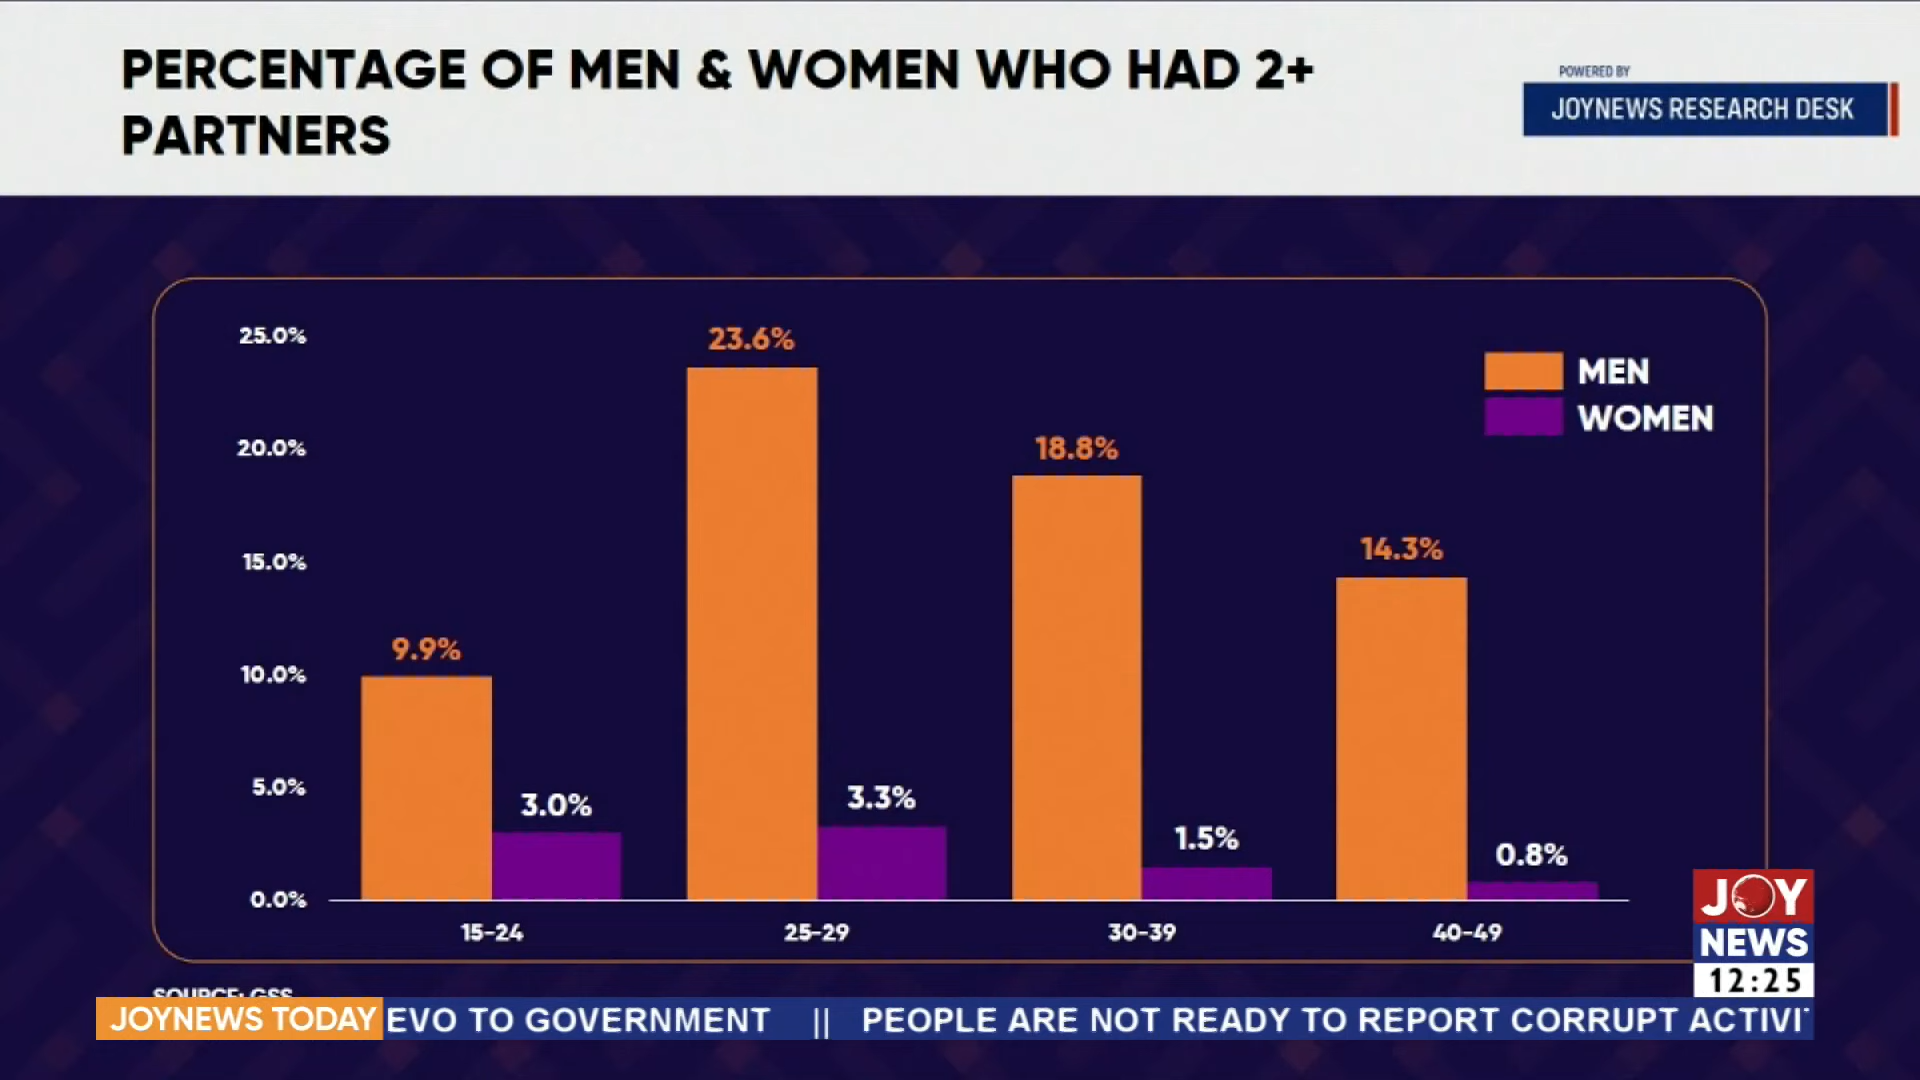 PERCENTAGE OF MEN & WOMEN WHO HAD 2+
PARTNERS
POWERED BY
JOYNEWS RESEARCH DESK
25.0%
20.0%
15.0%
10.0%
5.0%
0.0%
9.9%
3.0%
23.6%
3.3%
18.8%
1.5%
14.3%
0.8%
MEN
WOMEN
15-24
25-29
30-39
40-49
SOURCE: GSS
JOY
NEWS
12:25
JOYNEWS TODAY
EVO TO GOVERNMENT || PEOPLE ARE NOT READY TO REPORT CORRUPT ACTIVI